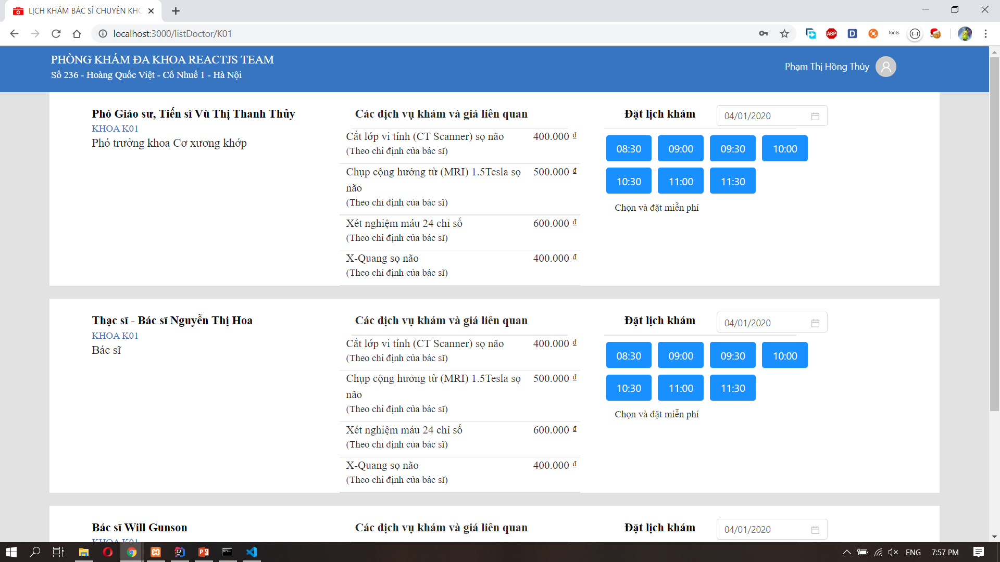 LỊCH KHÁM BÁC SĨ CHUYÊN KHO
localhost:3000/listDoctor/K01
ABP
D
fonts
PHÒNG KHÁM ĐA KHOA REACTJS TEAM
Số 236 - Hoàng Quốc Việt - Cổ Nhuế 1 - Hà Nội
Phạm Thị Hồng Thủy
Phó Giáo sư, Tiến sĩ Vũ Thị Thanh Thủy
KHOA K01
Phó trưởng khoa Cơ xương khớp
Các dịch vụ khám và giá liên quan
Cắt lớp vi tính (CT Scanner) sọ não 400.000 đ
(Theo chỉ định của bác sĩ)
Chụp cộng hưởng từ (MRI) 1.5Tesla sọ 500.000 đ
não
(Theo chỉ định của bác sĩ)
Xét nghiệm máu 24 chỉ số 600.000 đ
(Theo chỉ định của bác sĩ)
X-Quang sọ não 400.000 đ
(Theo chỉ định của bác sĩ)
Đặt lịch khám 04/01/2020
08:30 09:00 09:30 10:00
10:30 11:00 11:30
Chọn và đặt miễn phí
Thạc sĩ - Bác sĩ Nguyễn Thị Hoa
KHOA K01
Bác sĩ
Các dịch vụ khám và giá liên quan
Cắt lớp vi tính (CT Scanner) sọ não 400.000 đ
(Theo chỉ định của bác sĩ)
Chụp cộng hưởng từ (MRI) 1.5Tesla sọ 500.000 đ
não
(Theo chỉ định của bác sĩ)
Xét nghiệm máu 24 chỉ số 600.000 đ
(Theo chỉ định của bác sĩ)
X-Quang sọ não 400.000 đ
(Theo chỉ định của bác sĩ)
Đặt lịch khám 04/01/2020
08:30 09:00 09:30 10:00
10:30 11:00 11:30
Chọn và đặt miễn phí
Bác sĩ Will Gunson
KHOA K01
Các dịch vụ khám và giá liên quan
Đặt lịch khám 04/01/2020
ENG 7:57 PM